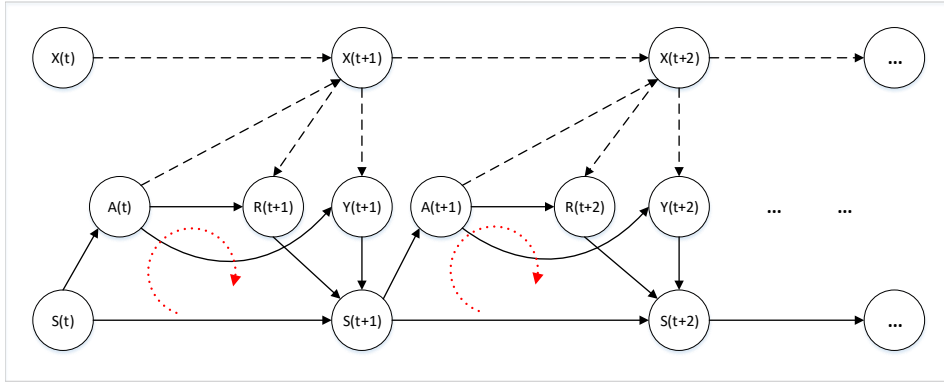 X(t) X(t+1) X(t+2) ...
A(t) R(t+1) Y(t+1) A(t+1) R(t+2) Y(t+2) ... ...
S(t) S(t+1) S(t+2) ...